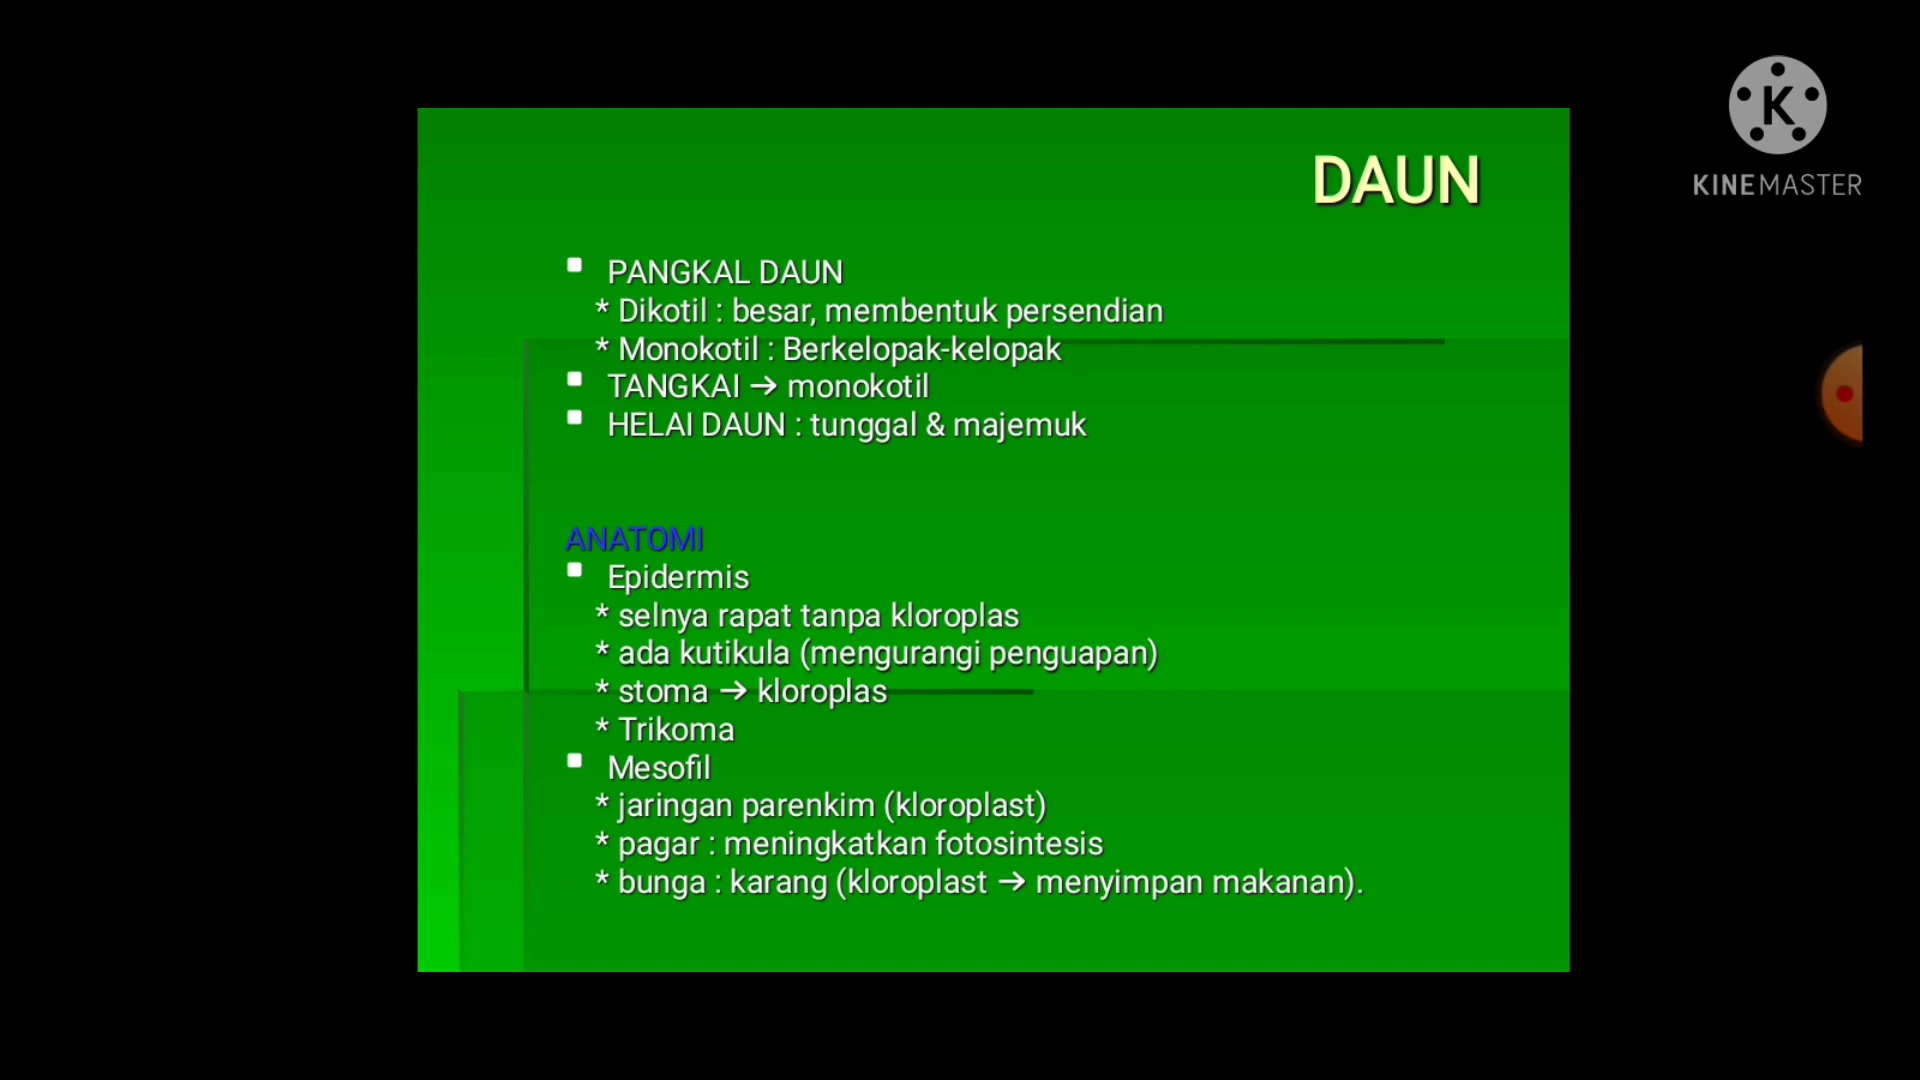 DAUN
PANGKAL DAUN
* Dikotil : besar, membentuk persendian
* Monokotil : Berkelopak-kelopak
TANGKAI → monokotil
HELAI DAUN : tunggal & majemuk
ANATOMI
Epidermis
* selnya rapat tanpa kloroplas
* ada kutikula (mengurangi penguapan)
* stoma → kloroplas
* Trikoma
Mesofil
* jaringan parenkim (kloroplast)
* pagar : meningkatkan fotosintesis
* bunga : karang (kloroplast → menyimpan makanan).
K
KINEMASTER